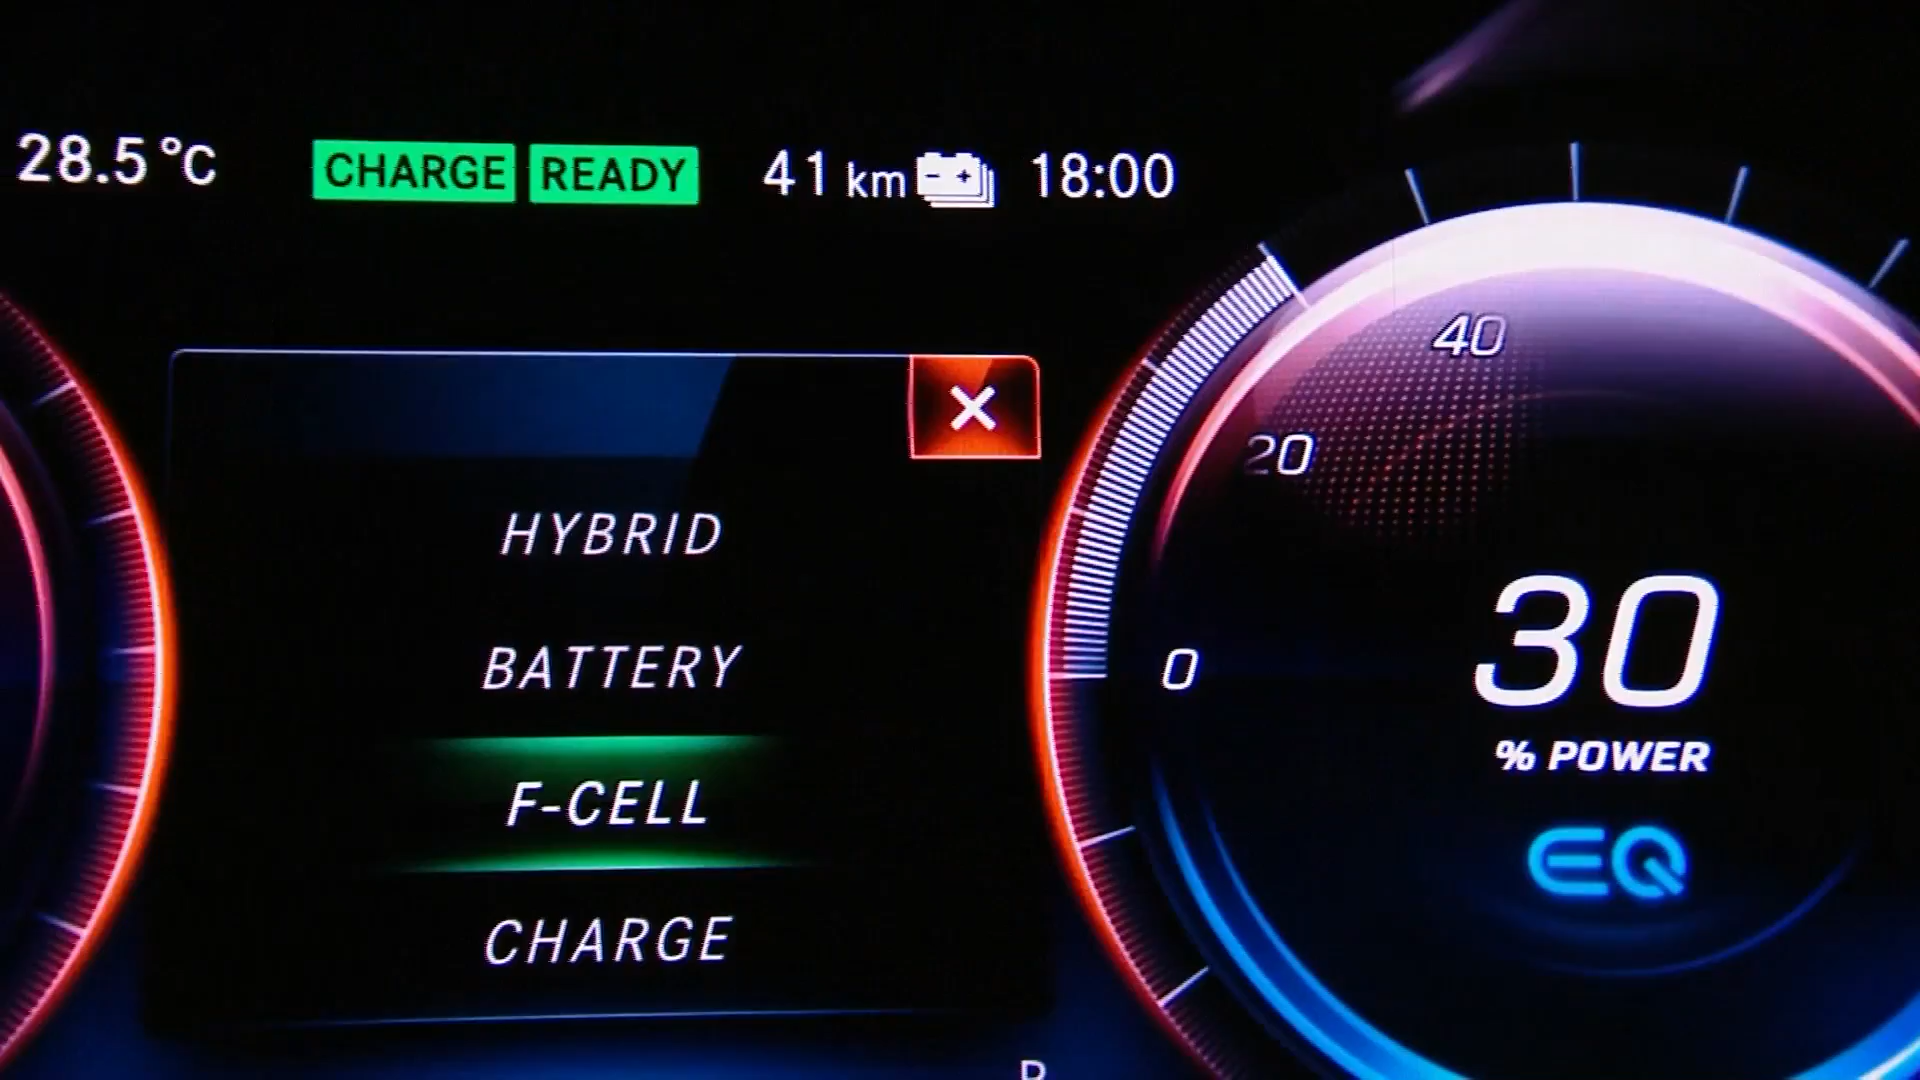 28.5 °C CHARGE READY 41 km 18:00
HYBRID
BATTERY
F-CELL
CHARGE
40
20
0
30
% POWER
EQ